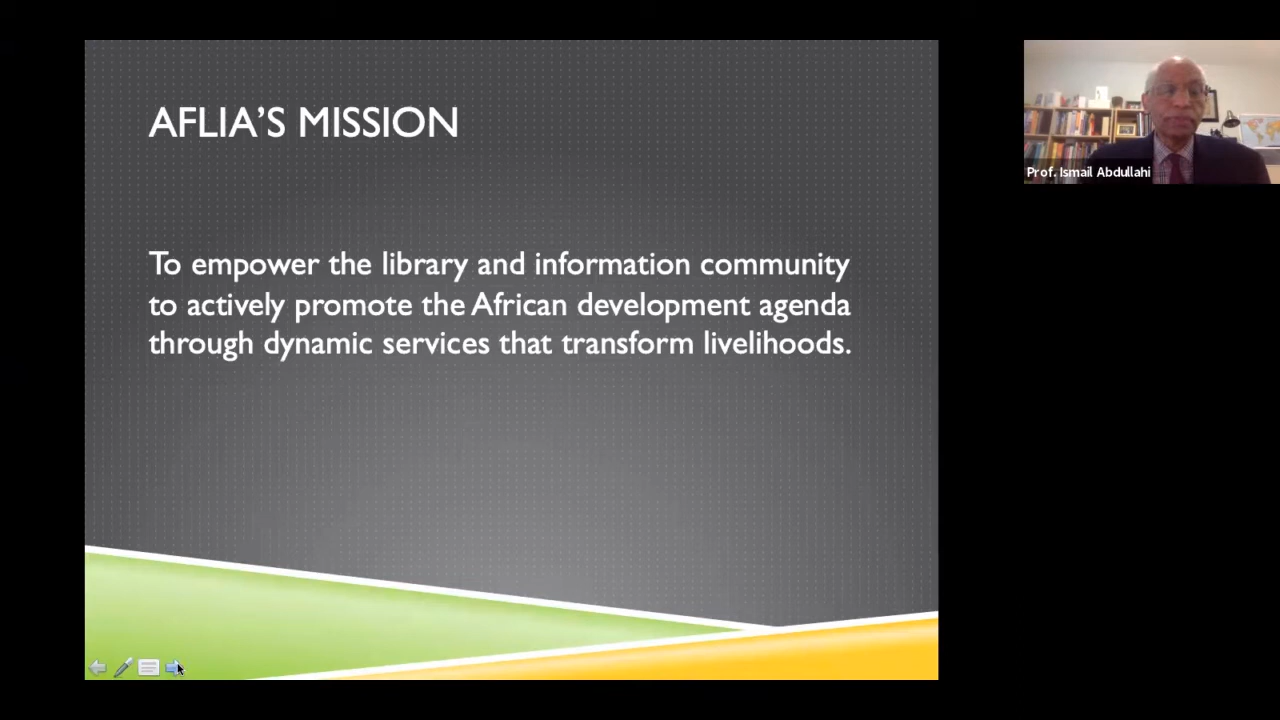 AFLIA’S MISSION
To empower the library and information community
to actively promote the African development agenda
through dynamic services that transform livelihoods.
Prof. Ismail Abdullahi